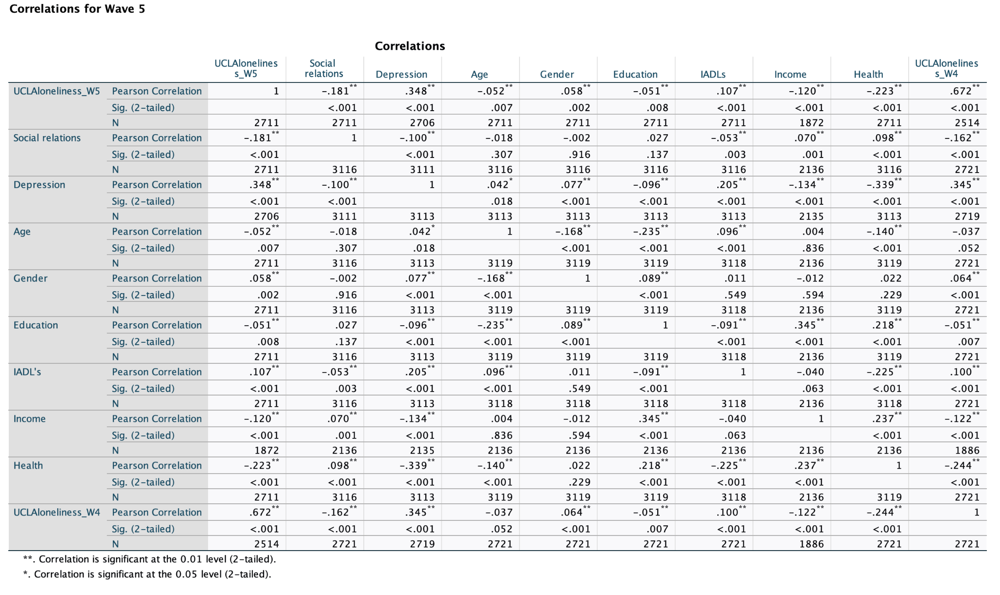 Correlations for Wave 5
Correlations
UCLAlonelines
s_W5
Social
relations
Depression
Age
Gender
Education
IADLs
Income
Health
UCLAlonelines
s_W4
UCLAloneliness_W5 Pearson Correlation 1 -.181** .348** -.052** .058** -.051** .107** -.120** -.223** .672**
Sig. (2-tailed) <.001 <.001 .007 .002 .008 <.001 <.001 <.001 <.001
N 2711 2711 2706 2711 2711 2711 2711 1872 2711 2514
Social relations Pearson Correlation -.181** 1 -.100** -.018 -.002 .027 -.053** .070** .098** -.162**
Sig. (2-tailed) <.001 <.001 .307 .916 .137 .003 .001 <.001 <.001
N 2711 3116 3111 3116 3116 3116 3116 2136 3116 2721
Depression Pearson Correlation .348** -.100** 1 .042* .077** -.096** .205** -.134** -.339** .345**
Sig. (2-tailed) <.001 <.001 .018 <.001 <.001 <.001 <.001 <.001 <.001
N 2706 3111 3113 3113 3113 3113 3113 2135 3113 2719
Age Pearson Correlation -.052** -.018 .042* 1 -.168** -.235** .096** .004 -.140** -.037
Sig. (2-tailed) .007 .307 .018 <.001 <.001 <.001 .836 <.001 .052
N 2711 3116 3113 3119 3119 3119 3118 2136 3119 2721
Gender Pearson Correlation .058** -.002 .077** -.168** 1 .089** .011 -.012 .022 .064**
Sig. (2-tailed) .002 .916 <.001 <.001 <.001 .549 .594 .229 <.001
N 2711 3116 3113 3119 3119 3119 3118 2136 3119 2721
Education Pearson Correlation -.051** .027 -.096** -.235** .089** 1 -.091** .345** .218** -.051**
Sig. (2-tailed) .008 .137 <.001 <.001 <.001 <.001 <.001 <.001 .007
N 2711 3116 3113 3119 3119 3119 3118 2136 3119 2721
IADL's Pearson Correlation .107** -.053** .205** .096** .011 -.091** 1 -.040 -.225** .100**
Sig. (2-tailed) <.001 .003 <.001 <.001 .549 <.001 .063 <.001 <.001
N 2711 3116 3113 3118 3118 3118 3118 2136 3118 2721
Income Pearson Correlation -.120** .070** -.134** .004 -.012 .345** -.040 1 .237** -.122**
Sig. (2-tailed) <.001 .001 <.001 .836 .594 <.001 .063 <.001 <.001
N 1872 2136 2135 2136 2136 2136 2136 2136 2136 1886
Health Pearson Correlation -.223** .098** -.339** -.140** .022 .218** -.225** .237** 1 -.244**
Sig. (2-tailed) <.001 <.001 <.001 <.001 .229 <.001 <.001 <.001 <.001
N 2711 3116 3113 3119 3119 3119 3118 2136 3119 2721
UCLAloneliness_W4 Pearson Correlation .672** -.162** .345** -.037 .064** -.051** .100** -.122** -.244** 1
Sig. (2-tailed) <.001 <.001 <.001 .052 <.001 .007 <.001 <.001 <.001
N 2514 2721 2719 2721 2721 2721 2721 1886 2721 2721
**. Correlation is significant at the 0.01 level (2-tailed).
*. Correlation is significant at the 0.05 level (2-tailed).